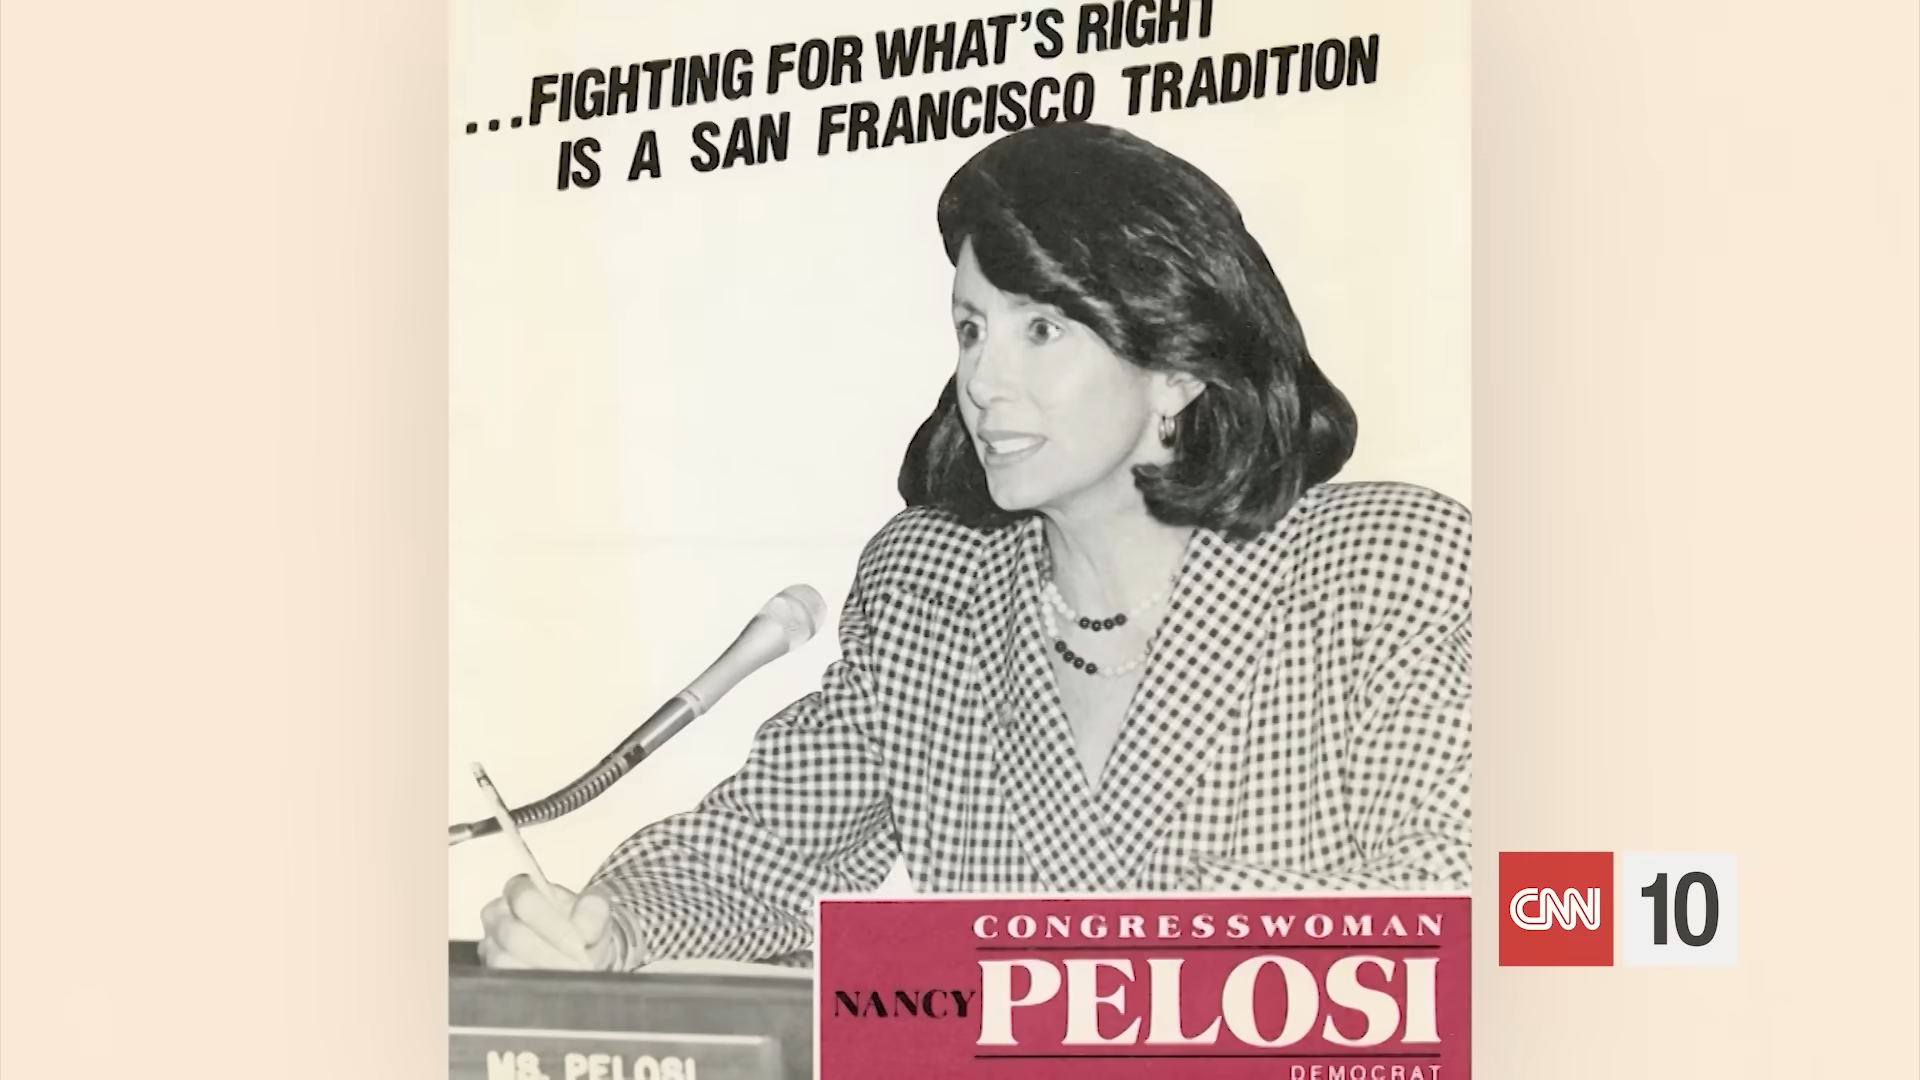 ...FIGHTING FOR WHAT'S RIGHT
IS A SAN FRANCISCO TRADITION
CONGRESSWOMAN
NANCY PELOSI
DEMOCRAT
MS. PELOSI
CNN 10